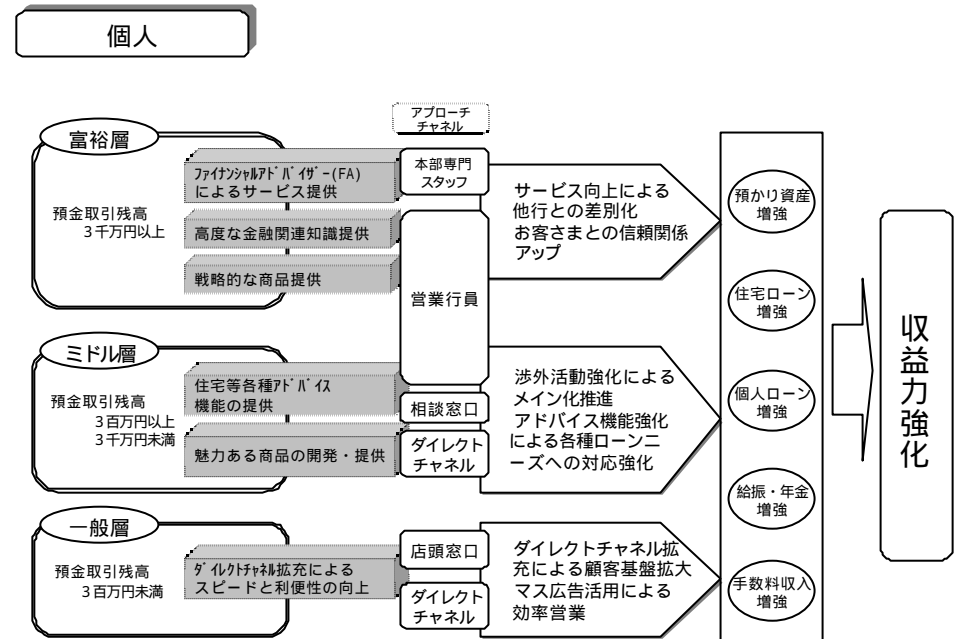 個人
アプローチ
チャネル
富裕層
預金取引残高
3千万円以上
ファイナンシャルアドバイザー(FA)
によるサービス提供
高度な金融関連知識提供
戦略的な商品提供
本部専門
スタッフ
営業行員
サービス向上による
他行との差別化
お客さまとの信頼関係
アップ
ミドル層
預金取引残高
3百万円以上
3千万円未満
住宅等各種アドバイス
機能の提供
魅力ある商品の開発・提供
相談窓口
ダイレクト
チャネル
渉外活動強化による
メイン化推進
アドバイス機能強化
による各種ローンニ
ーズへの対応強化
一般層
預金取引残高
3百万円未満
ダイレクトチャネル拡充による
スピードと利便性の向上
店頭窓口
ダイレクト
チャネル
ダイレクトチャネル拡
充による顧客基盤拡大
マス広告活用による
効率営業
預かり資産
増強
住宅ローン
増強
個人ローン
増強
給振・年金
増強
手数料収入
増強
収益力強化